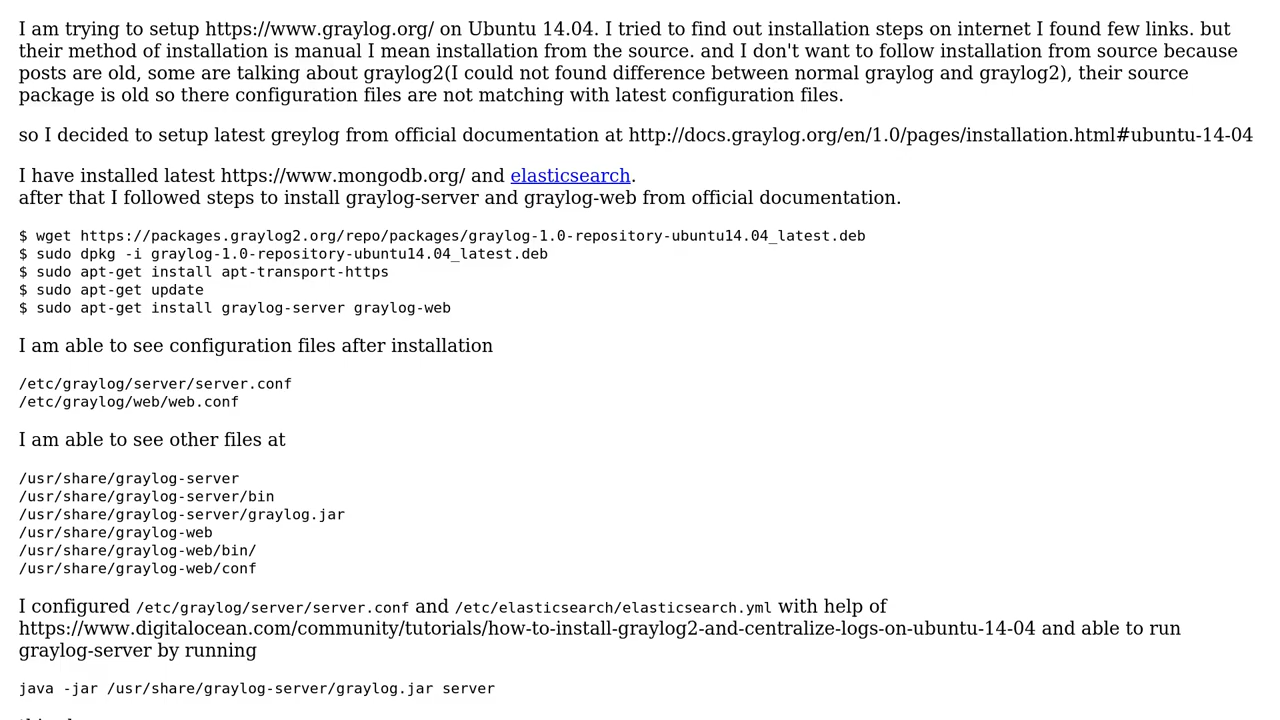 I am trying to setup https://www.graylog.org/ on Ubuntu 14.04. I tried to find out installation steps on internet I found few links. but
their method of installation is manual I mean installation from the source. and I don't want to follow installation from source because
posts are old, some are talking about graylog2(I could not found difference between normal graylog and graylog2), their source
package is old so there configuration files are not matching with latest configuration files.
so I decided to setup latest greylog from official documentation at http://docs.graylog.org/en/1.0/pages/installation.html#ubuntu-14-04
I have installed latest https://www.mongodb.org/ and elasticsearch.
after that I followed steps to install graylog-server and graylog-web from official documentation.
$ wget https://packages.graylog2.org/repo/packages/graylog-1.0-repository-ubuntu14.04_latest.deb
$ sudo dpkg -i graylog-1.0-repository-ubuntu14.04_latest.deb
$ sudo apt-get install apt-transport-https
$ sudo apt-get update
$ sudo apt-get install graylog-server graylog-web
I am able to see configuration files after installation
/etc/graylog/server/server.conf
/etc/graylog/web/web.conf
I am able to see other files at
/usr/share/graylog-server
/usr/share/graylog-server/bin
/usr/share/graylog-server/graylog.jar
/usr/share/graylog-web
/usr/share/graylog-web/bin/
/usr/share/graylog-web/conf
I configured /etc/graylog/server/server.conf and /etc/elasticsearch/elasticsearch.yml with help of
https://www.digitalocean.com/community/tutorials/how-to-install-graylog2-and-centralize-logs-on-ubuntu-14-04 and able to run
graylog-server by running
java -jar /usr/share/graylog-server/graylog.jar server